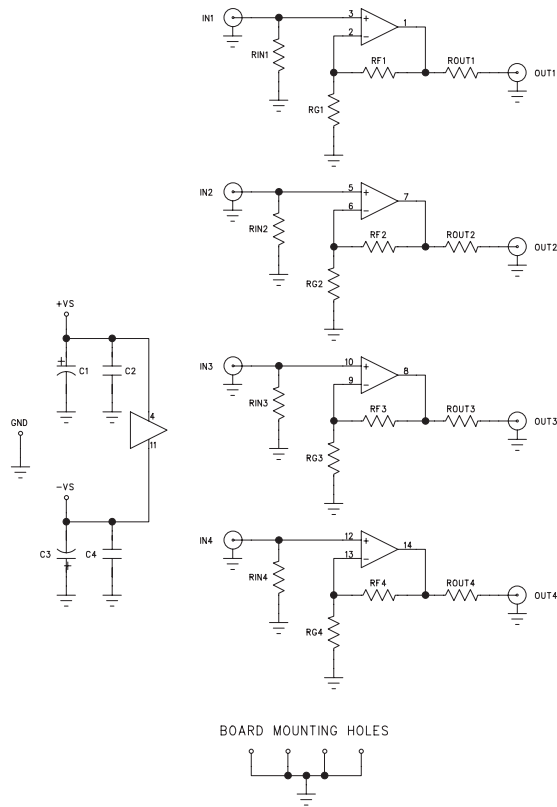 IN1
3
1
2
RIN1
RF1
ROUT1
OUT1
RG1
IN2
5
7
6
RIN2
RF2
ROUT2
OUT2
RG2
+VS
+
C1
C2
4
11
GND
-VS
C3
+
C4
IN3
10
8
9
RIN3
RF3
ROUT3
OUT3
RG3
IN4
12
14
13
RIN4
RF4
ROUT4
OUT4
RG4
BOARD MOUNTING HOLES